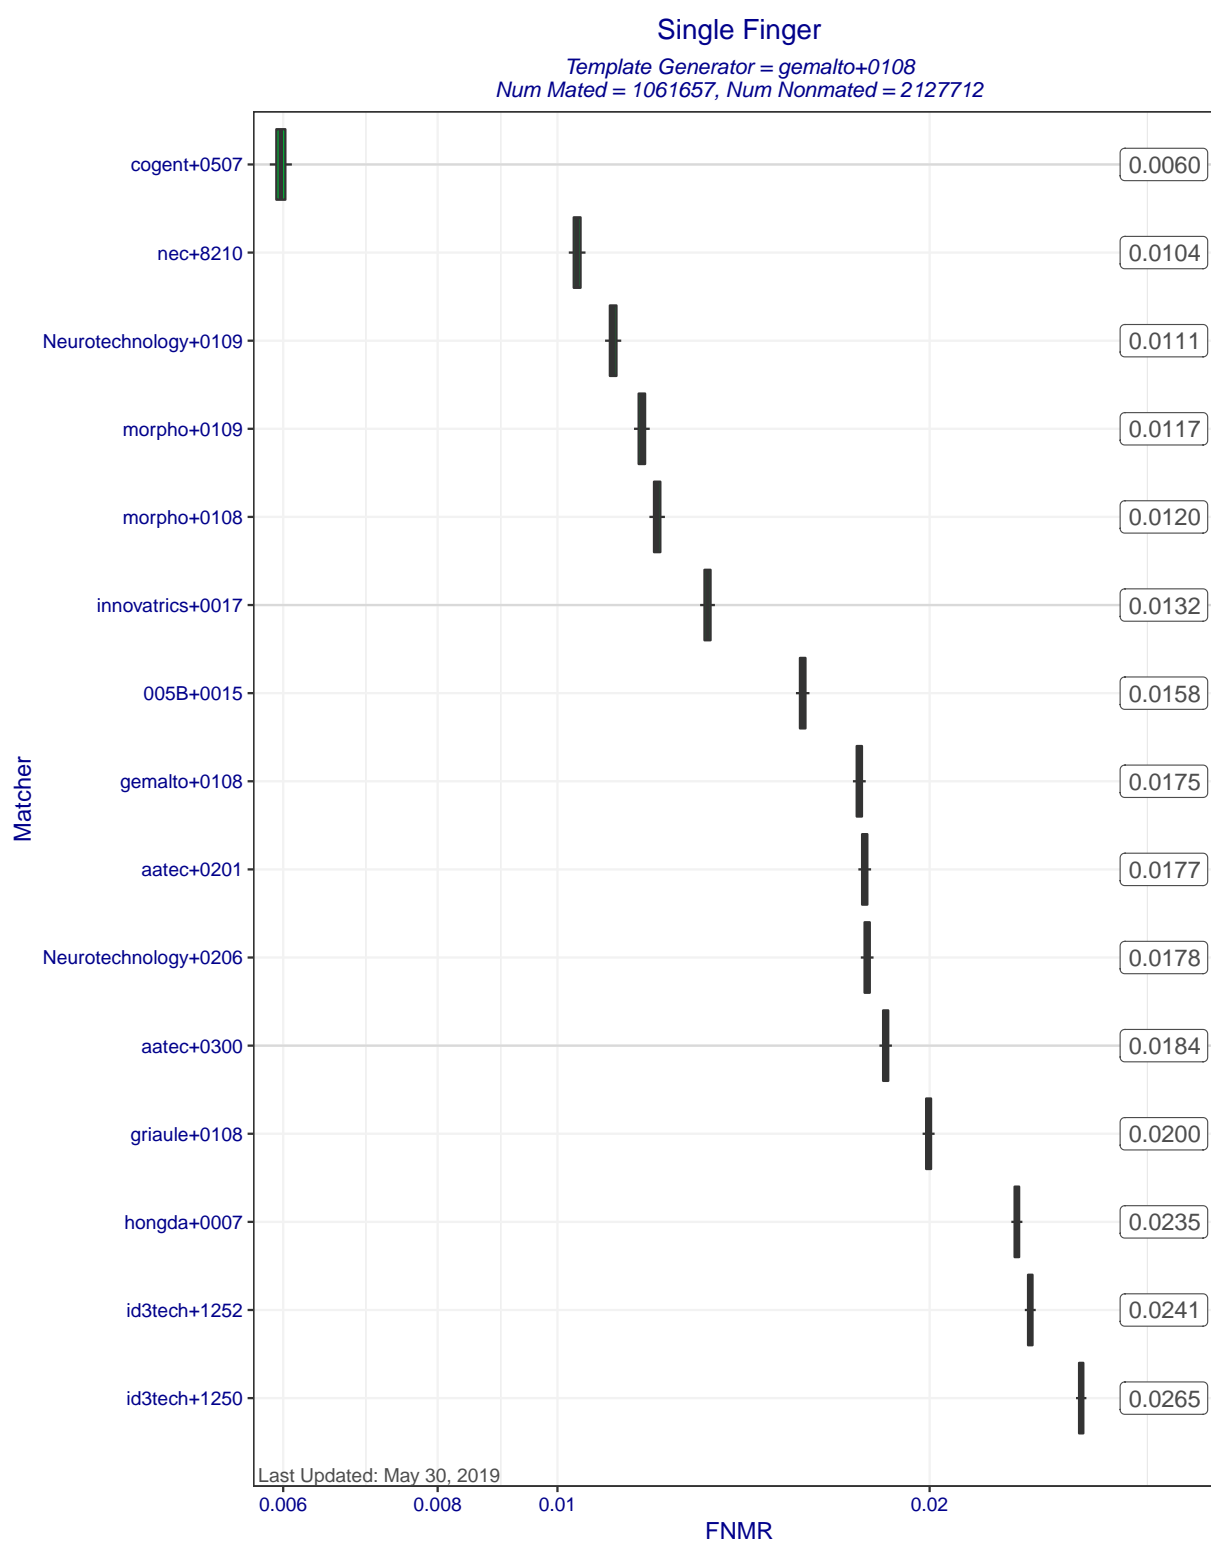 Single Finger
Template Generator = gemalto+0108
Num Mated = 1061657, Num Nonmated = 2127712
cogent+0507 0.0060
nec+8210 0.0104
Neurotechnology+0109 0.0111
morpho+0109 0.0117
morpho+0108 0.0120
innovatrics+0017 0.0132
005B+0015 0.0158
gemalto+0108 0.0175
aatec+0201 0.0177
Neurotechnology+0206 0.0178
aatec+0300 0.0184
griaule+0108 0.0200
hongda+0007 0.0235
id3tech+1252 0.0241
id3tech+1250 0.0265
Matcher
Last Updated: May 30, 2019
0.006 0.008 0.01 0.02
FNMR